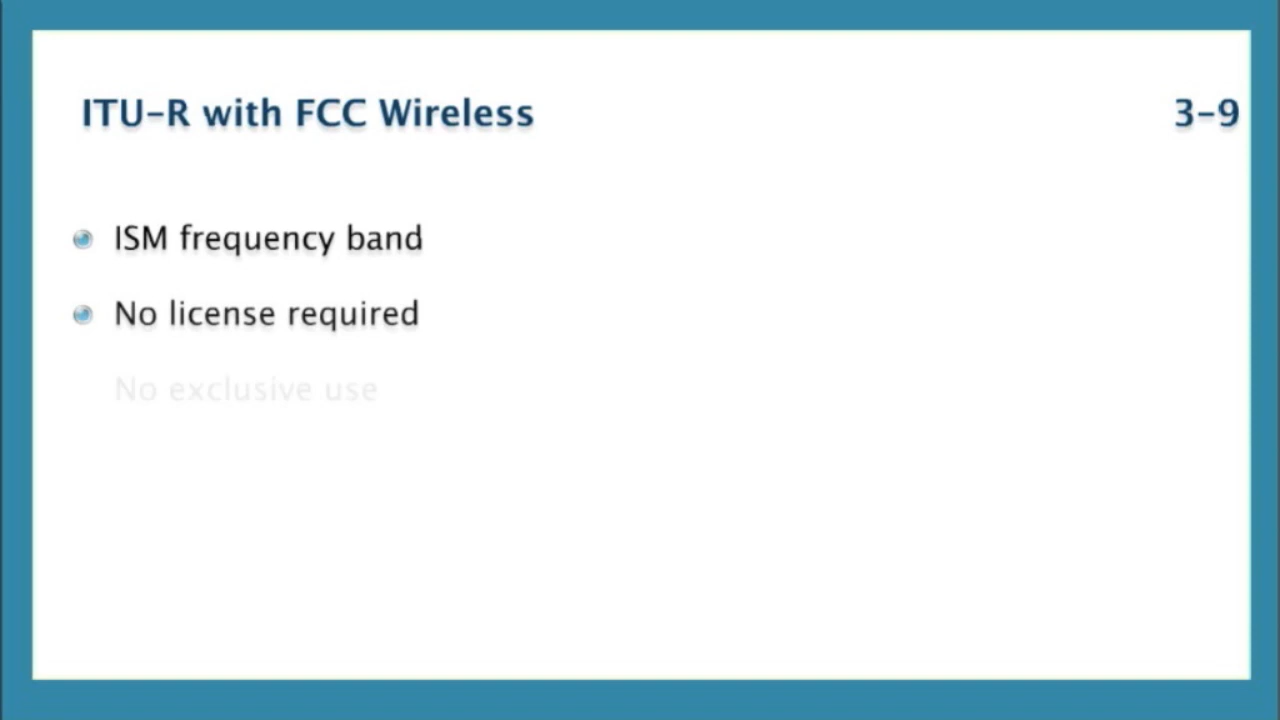 ITU-R with FCC Wireless 3-9
ISM frequency band
No license required
No exclusive use